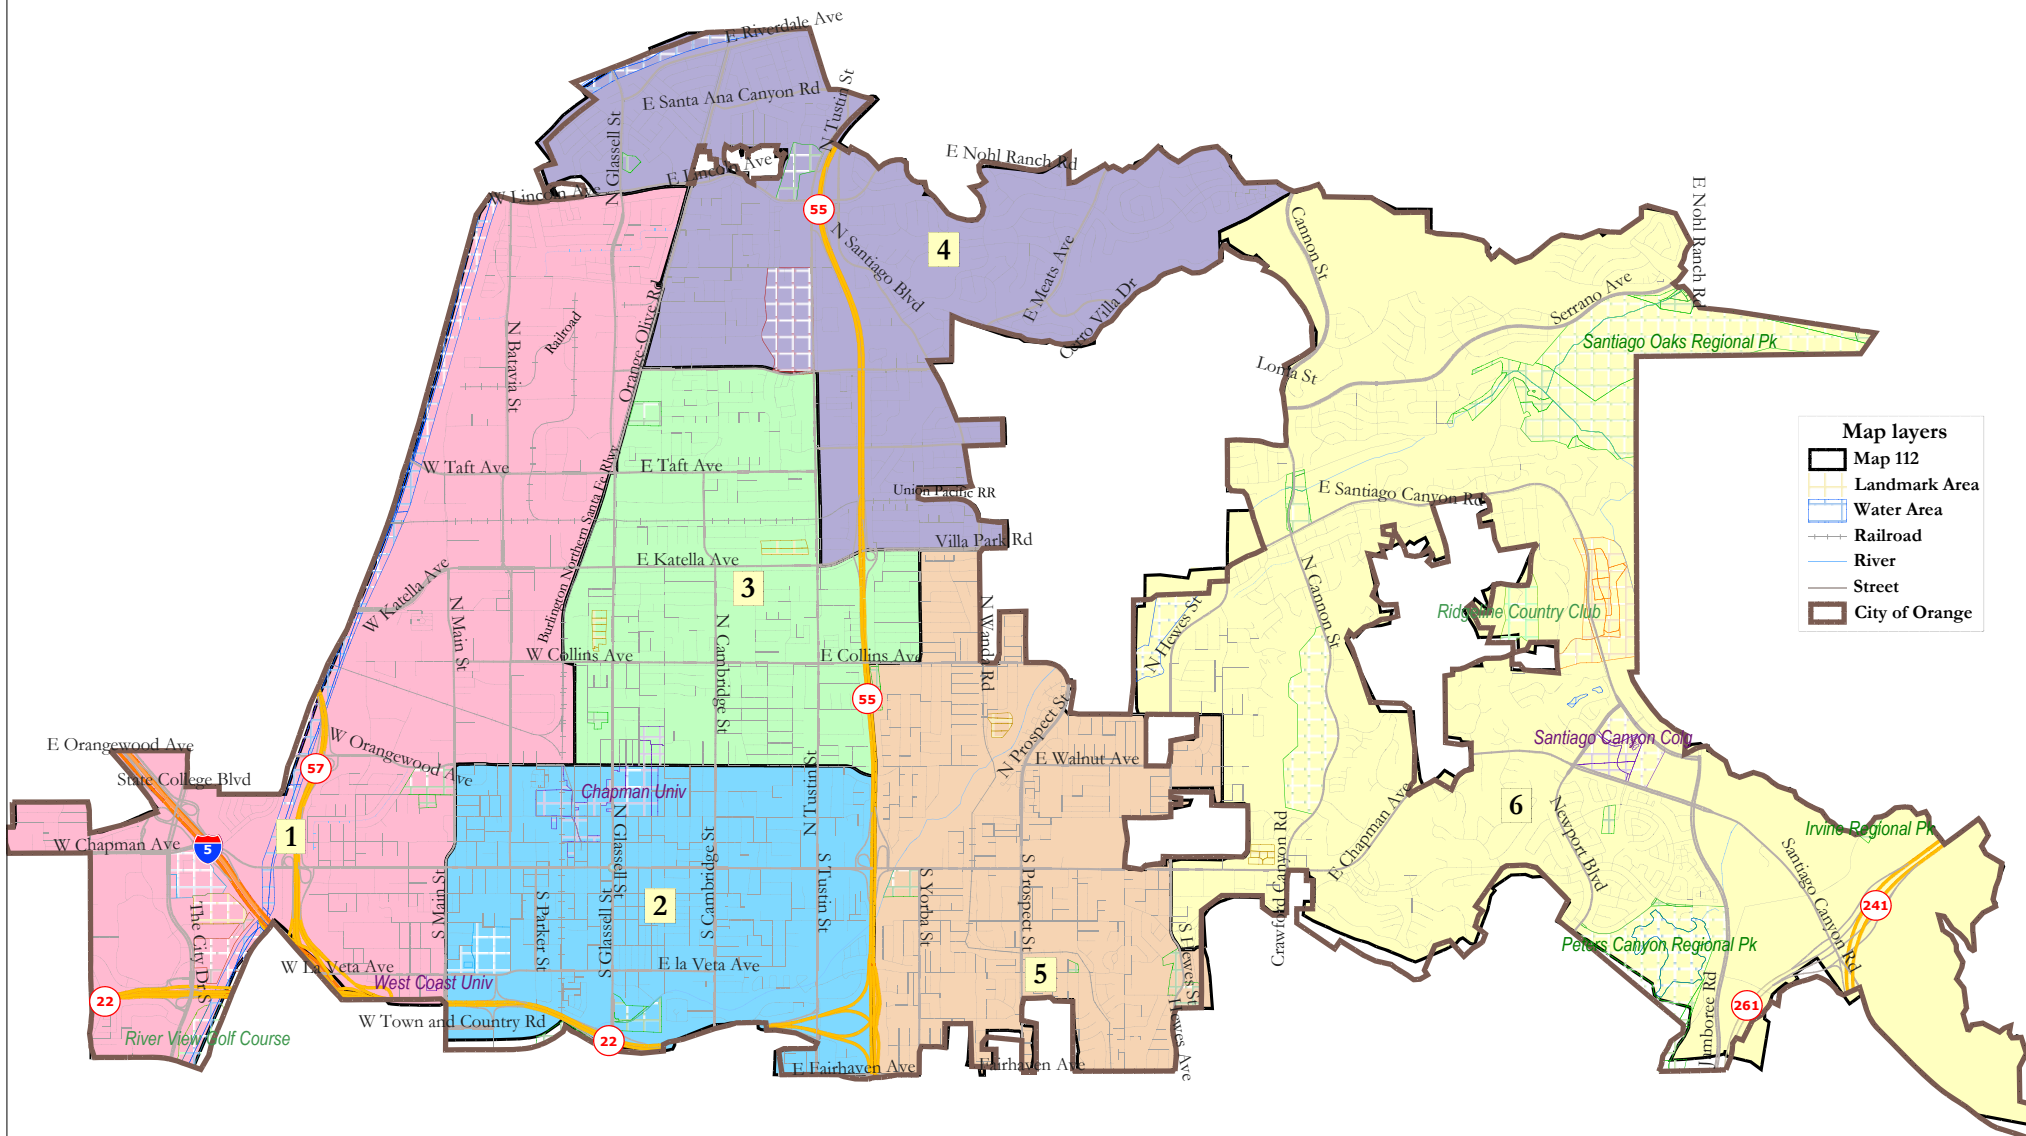 E Riverdale Ave
E Santa Ana Canyon Rd
N Tustin St
N Glassell St
E Lincoln Ave
W Lincoln Ave
E Nohl Ranch Rd
E Nohl Ranch Rd
55
4
N Santiago Blvd
E Meats Ave
Cerro Villa Dr
Cannon St
Serrano Ave
Santiago Oaks Regional Pk
Loma St
N Batavia St
Railroad
Orange-Olive Rd
W Taft Ave
E Taft Ave
Burlington Northern Santa Fe Rlwy
Union Pacific RR
Villa Park Rd
E Santiago Canyon Rd
Map layers
Map 112
Landmark Area
Water Area
Railroad
River
Street
City of Orange
W Katella Ave
E Katella Ave
3
N Main St
N Cambridge St
W Collins Ave
E Collins Ave
N Wanda Rd
N Hewes St
N Cannon St
Ridgeline Country Club
55
N Prospect St
E Walnut Ave
E Orangewood Ave
State College Blvd
W Orangewood Ave
57
1
W Chapman Ave
5
Chapman Univ
N Glassell St
N Tustin St
Santiago Canyon Colg
6
Newport Blvd
E Chapman Ave
Crawford Canyon Rd
Irvine Regional Pk
Santiago Canyon Rd
241
The City Dr S
S Main St
S Parker St
S Glassell St
2
S Cambridge St
S Tustin St
S Yorba St
S Prospect St
5
S Hewes St
Hewes Ave
Peters Canyon Regional Pk
Jamboree Rd
261
W La Veta Ave
E la Veta Ave
West Coast Univ
22
W Town and Country Rd
22
River View Golf Course
E Fairhaven Ave
Fairhaven Ave